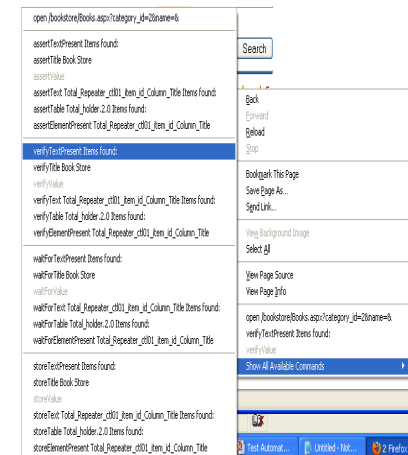 open /bookstore/Books.aspx?category_id=2&name=&
assertTextPresent Items found:
assertTitle Book Store
assertValue
assertText Total_Repeater_ctl01_item_id_Column_Title Items found:
assertTable Total_holder.2.0 Items found:
assertElementPresent Total_Repeater_ctl01_item_id_Column_Title
verifyTextPresent Items found:
verifyTitle Book Store
verifyValue
verifyText Total_Repeater_ctl01_item_id_Column_Title Items found:
verifyTable Total_holder.2.0 Items found:
verifyElementPresent Total_Repeater_ctl01_item_id_Column_Title
waitForTextPresent Items found:
waitForTitle Book Store
waitForValue
waitForText Total_Repeater_ctl01_item_id_Column_Title Items found:
waitForTable Total_holder.2.0 Items found:
waitForElementPresent Total_Repeater_ctl01_item_id_Column_Title
storeTextPresent Items found:
storeTitle Book Store
storeValue
storeText Total_Repeater_ctl01_item_id_Column_Title Items found:
storeTable Total_holder.2.0 Items found:
storeElementPresent Total_Repeater_ctl01_item_id_Column_Title
Search
Back
Forward
Reload
Stop
Bookmark This Page
Save Page As...
Send Link...
View Background Image
Select All
View Page Source
View Page Info
open /bookstore/Books.aspx?category_id=2&name=&
verifyTextPresent Items found:
verifyValue
Show All Available Commands
Test Automat...
Untitled - Not...
2 Firefox